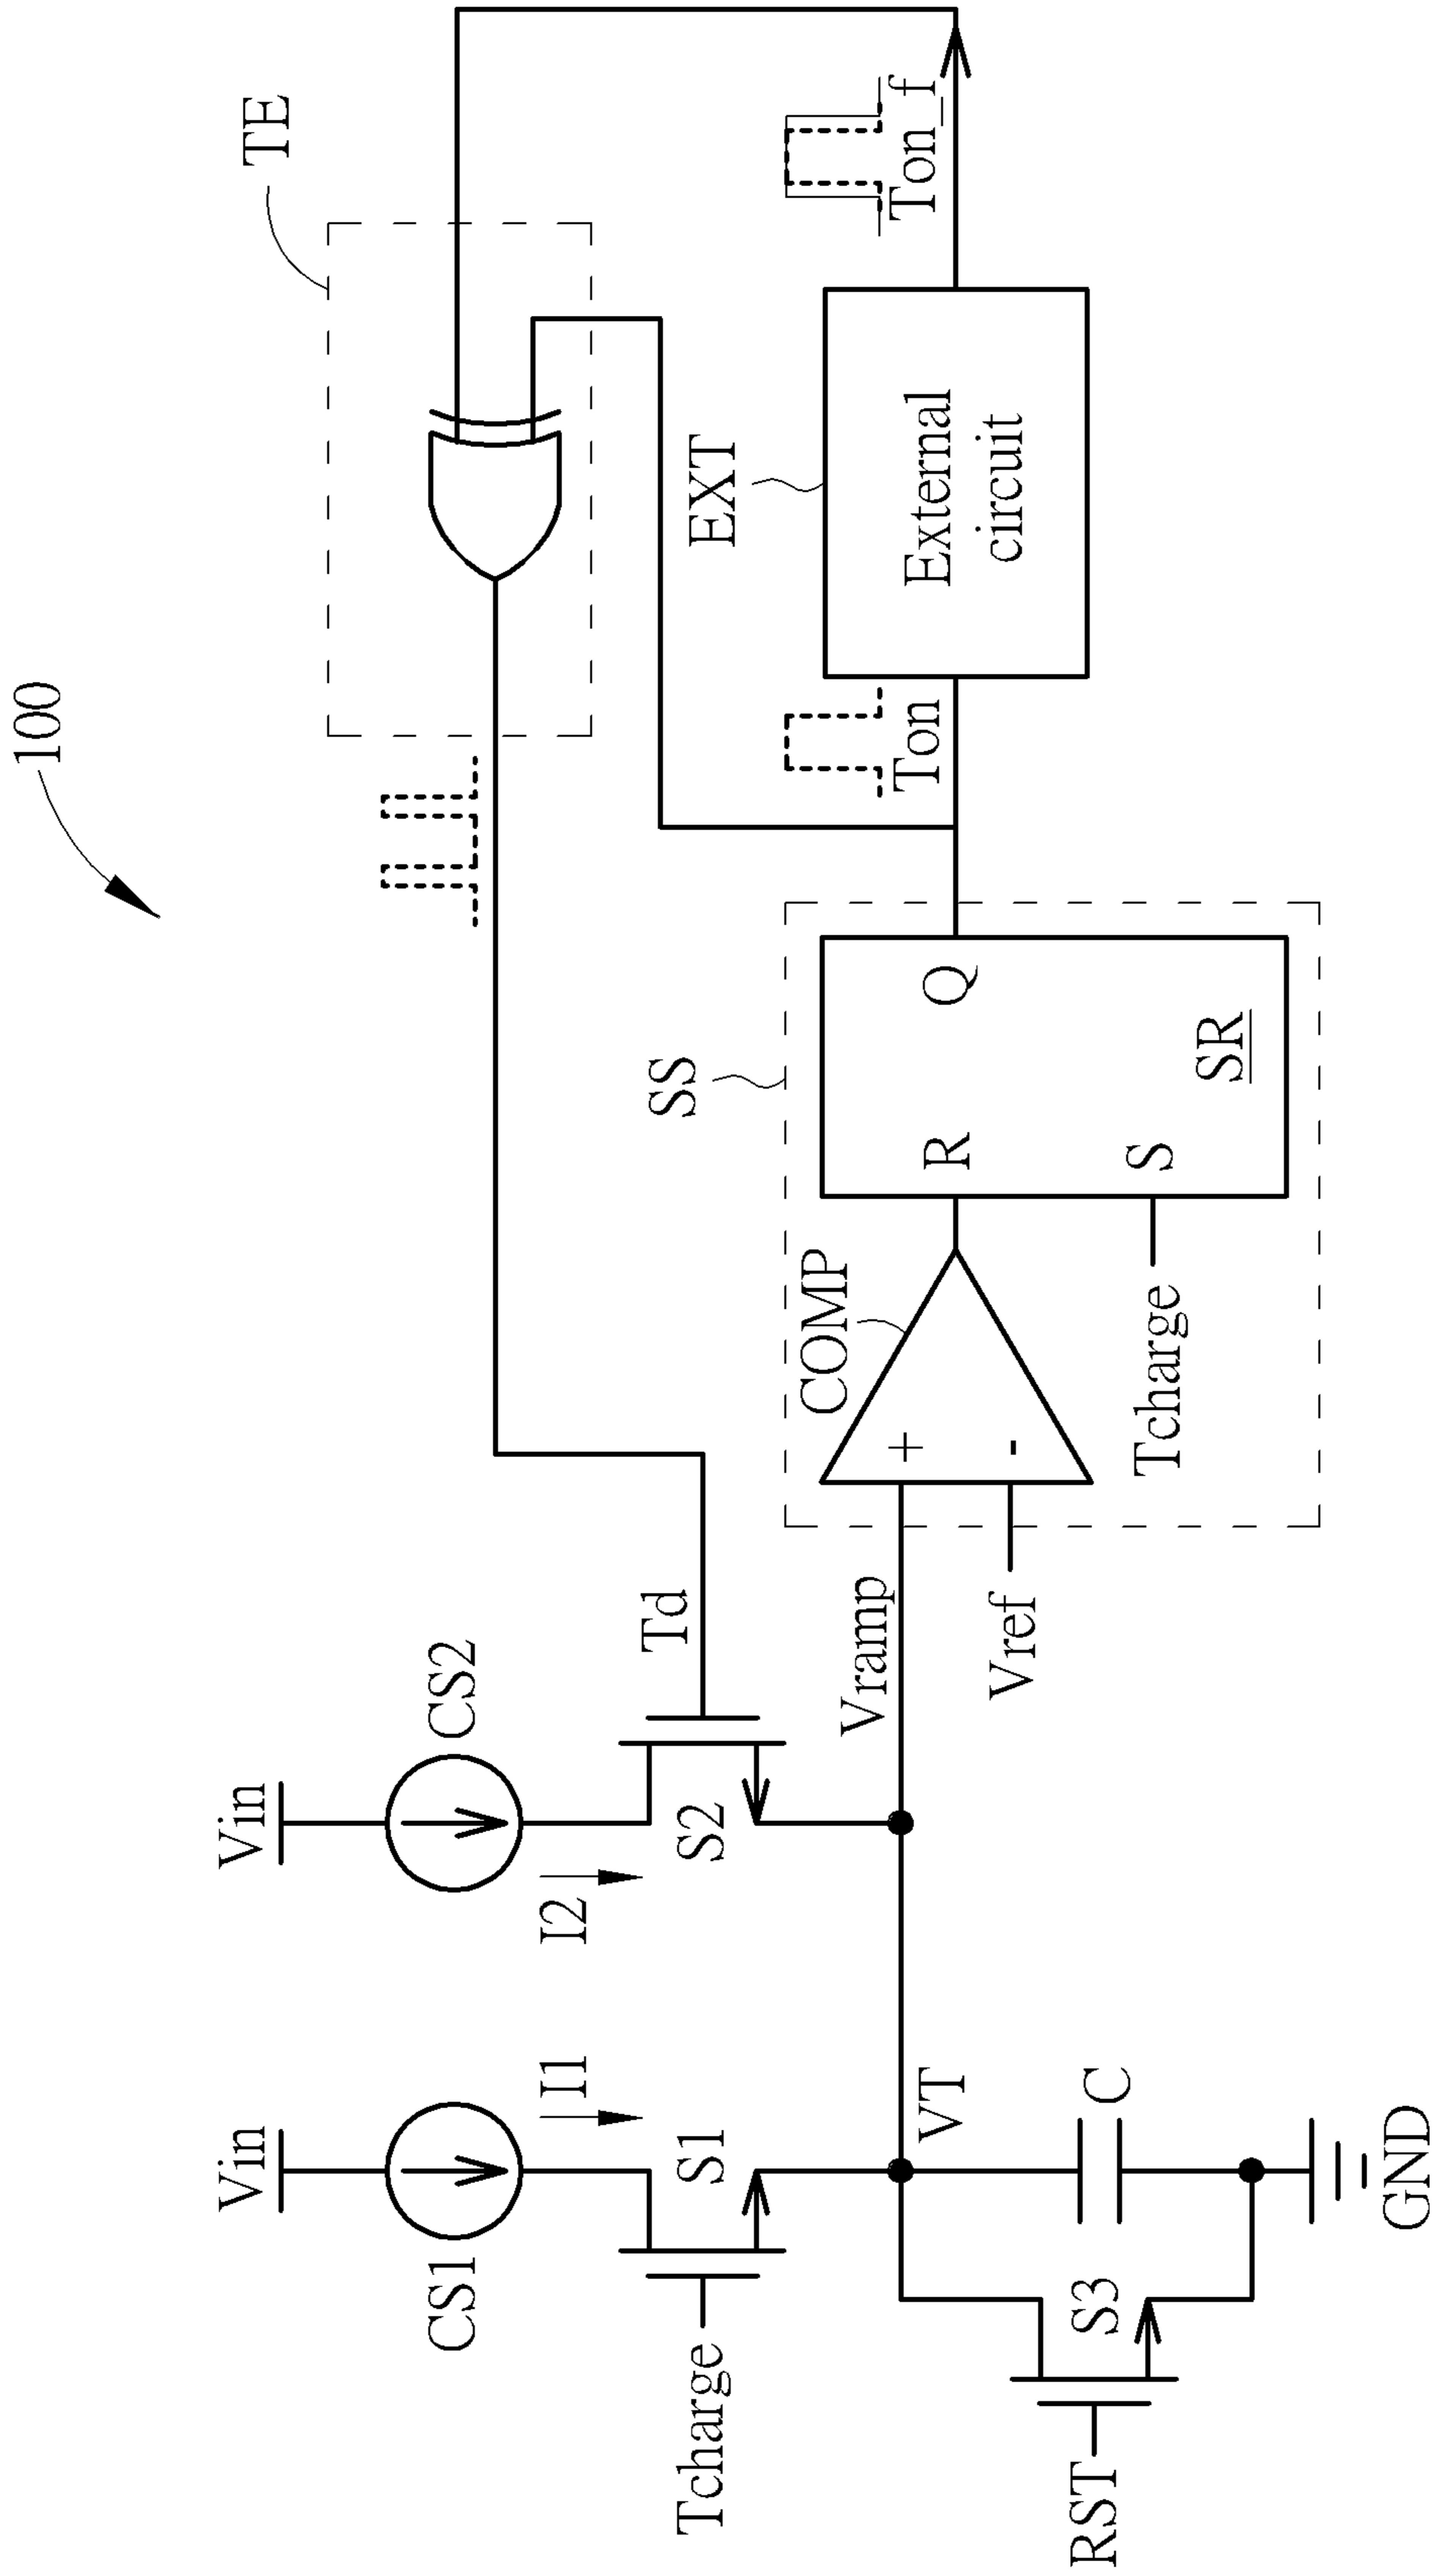 100
TE
Vin
Vin
CS1
I1
CS2
I2
Tcharge
S1
S2
Td
SS
EXT
COMP
Ton
Ton_f
External
circuit
RST
S3
VT
C
Vramp
Vref
+
-
R
Q
S
SR
Tcharge
GND